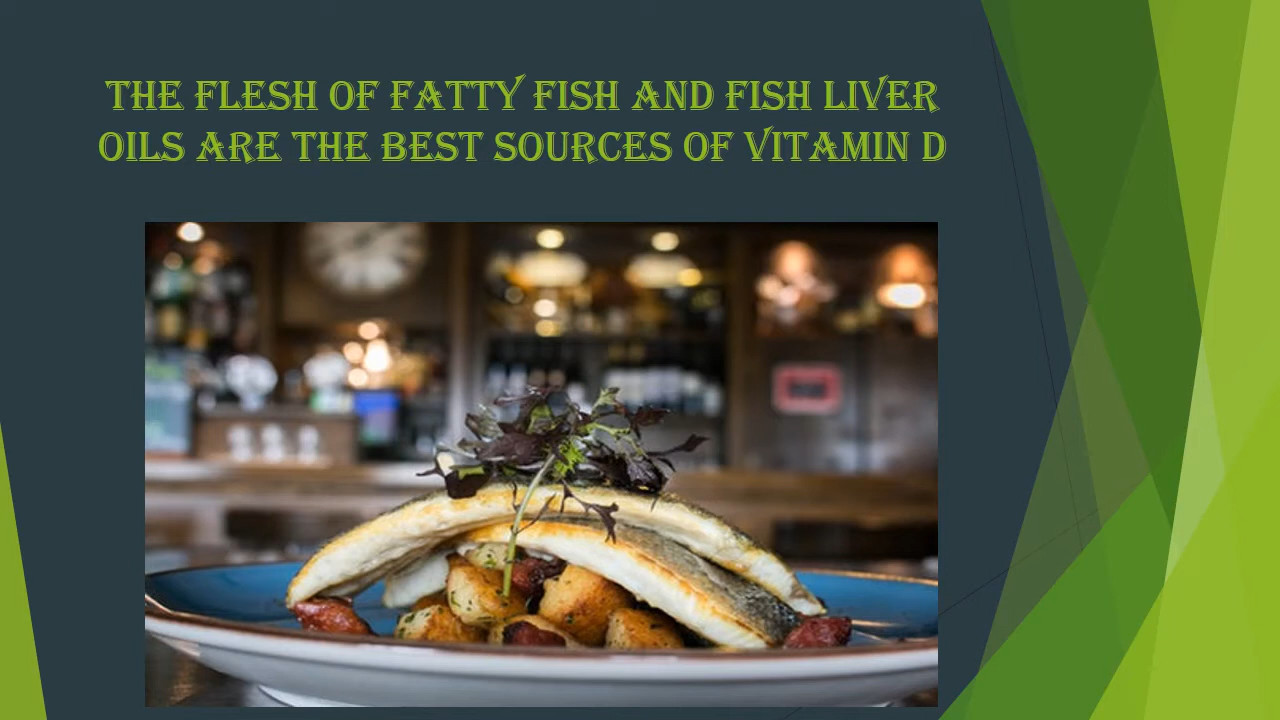 THE FLESH OF FATTY FISH AND FISH LIVER
OILS ARE THE BEST SOURCES OF VITAMIN D